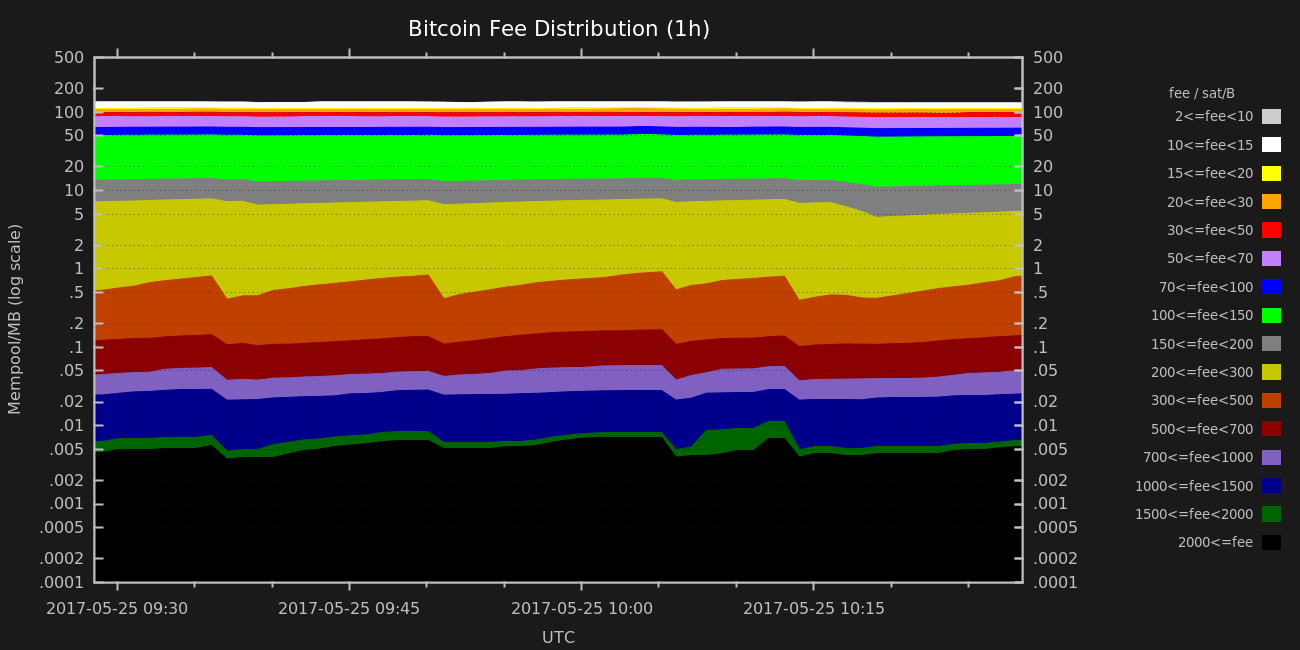 Bitcoin Fee Distribution (1h)
500 500
200 200
100 100
50 50
20 20
10 10
5 5
2 2
1 1
.5 .5
.2 .2
.1 .1
.05 .05
.02 .02
.01 .01
.005 .005
.002 .002
.001 .001
.0005 .0005
.0002 .0002
.0001 .0001
Mempool/MB (log scale)
2017-05-25 09:30 2017-05-25 09:45 2017-05-25 10:00 2017-05-25 10:15
UTC
fee / sat/B
2<=fee<10
10<=fee<15
15<=fee<20
20<=fee<30
30<=fee<50
50<=fee<70
70<=fee<100
100<=fee<150
150<=fee<200
200<=fee<300
300<=fee<500
500<=fee<700
700<=fee<1000
1000<=fee<1500
1500<=fee<2000
2000<=fee